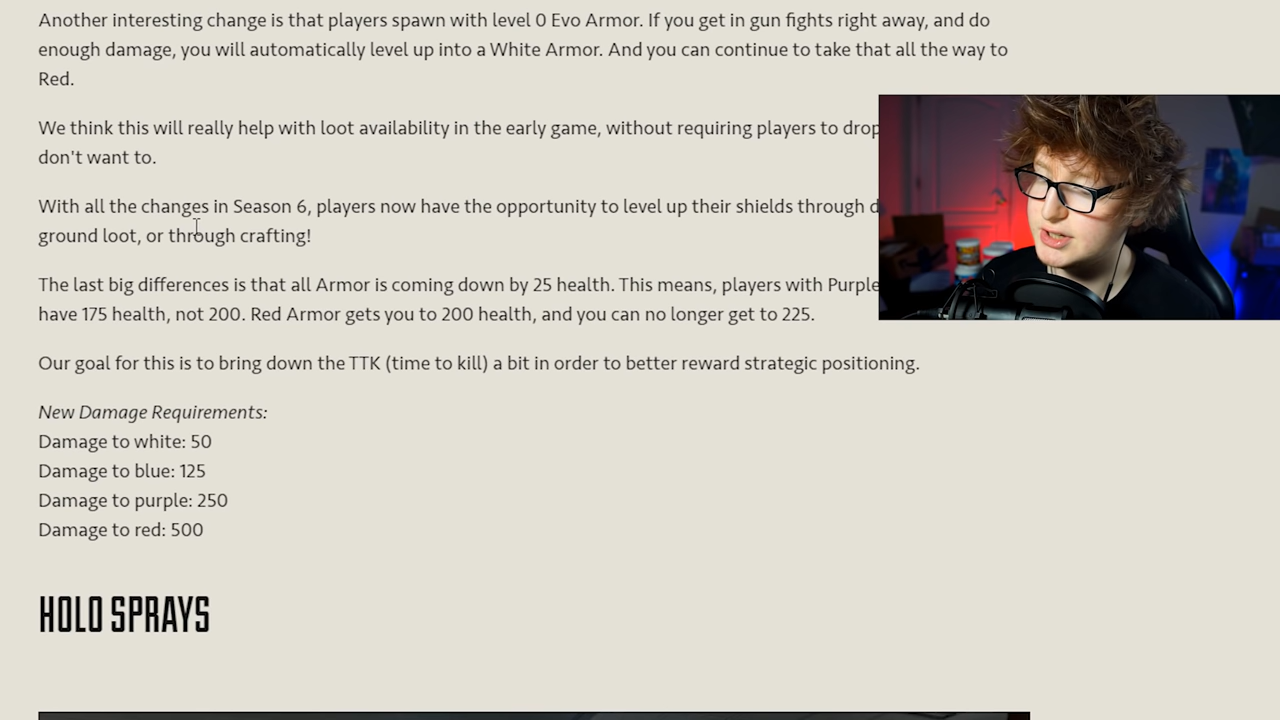 Another interesting change is that players spawn with level 0 Evo Armor. If you get in gun fights right away, and do
enough damage, you will automatically level up into a White Armor. And you can continue to take that all the way to
Red.
We think this will really help with loot availability in the early game, without requiring players to drop
don't want to.
With all the changes in Season 6, players now have the opportunity to level up their shields through d
ground loot, or through crafting!
The last big differences is that all Armor is coming down by 25 health. This means, players with Purple
have 175 health, not 200. Red Armor gets you to 200 health, and you can no longer get to 225.
Our goal for this is to bring down the TTK (time to kill) a bit in order to better reward strategic positioning.
New Damage Requirements:
Damage to white: 50
Damage to blue: 125
Damage to purple: 250
Damage to red: 500
HOLO SPRAYS